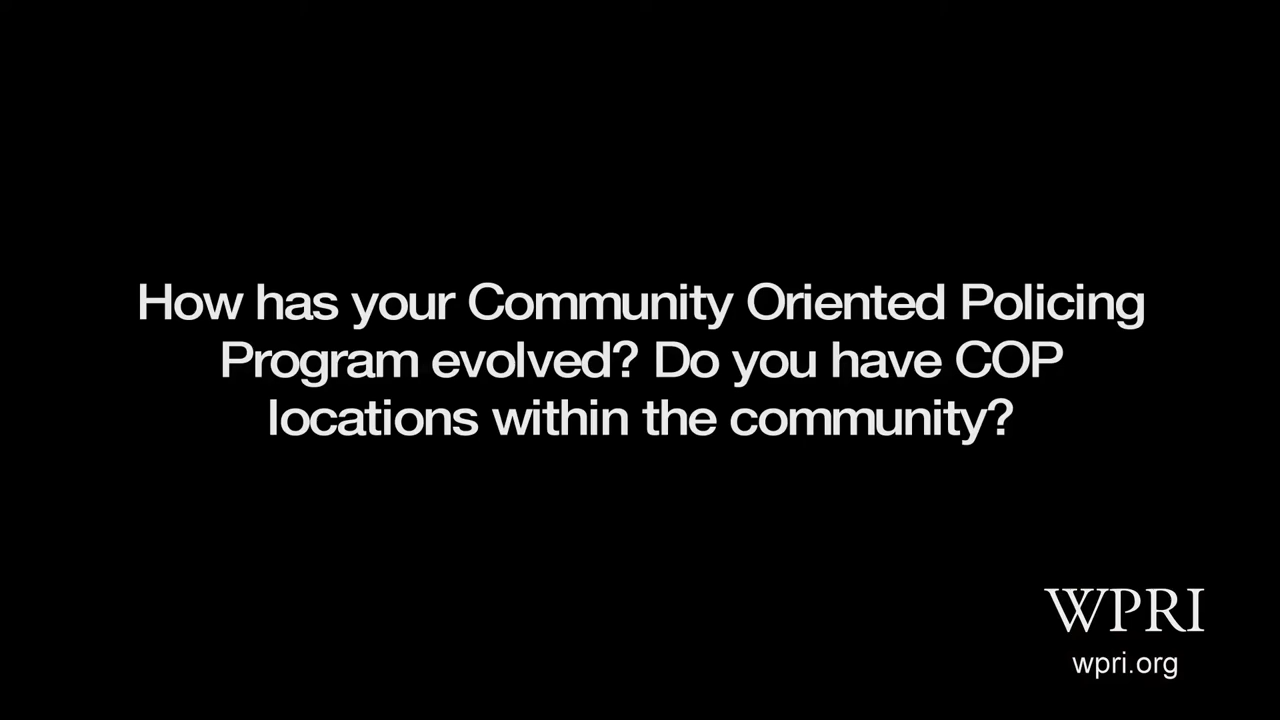 How has your Community Oriented Policing
Program evolved? Do you have COP
locations within the community?
WPRI
wpri.org